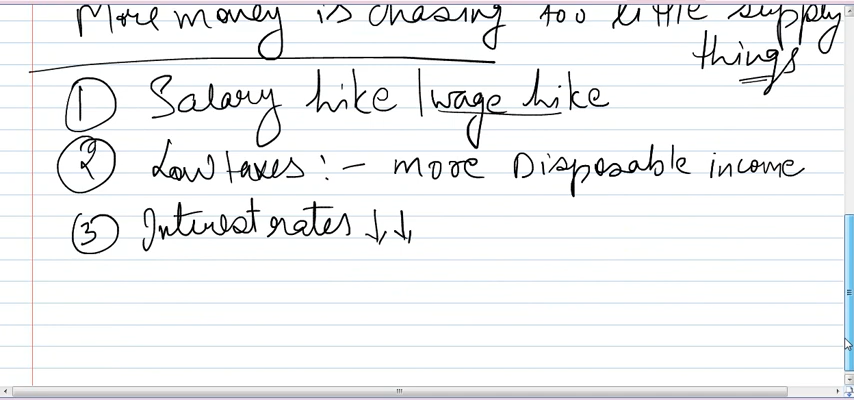 More money is chasing too little supply
things
① Salary hike | wage hike
② Low taxes :- more Disposable income
③ Interest rates ↓↓